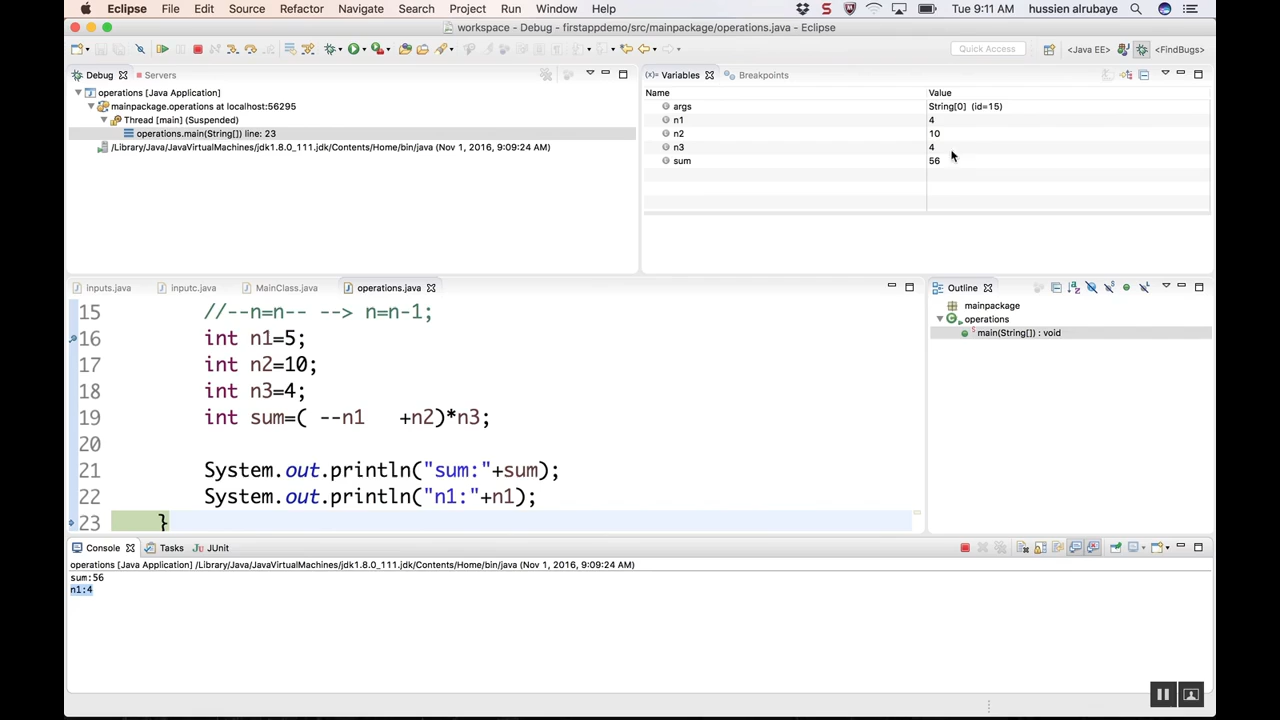 Eclipse File Edit Source Refactor Navigate Search Project Run Window Help Tue 9:11 AM hussien alrubaye
workspace - Debug - firstappdemo/src/mainpackage/operations.java - Eclipse
Quick Access <Java EE> <FindBugs>
Debug Servers
operations [Java Application]
mainpackage.operations at localhost:56295
Thread [main] (Suspended)
operations.main(String[]) line: 23
/Library/Java/JavaVirtualMachines/jdk1.8.0_111.jdk/Contents/Home/bin/java (Nov 1, 2016, 9:09:24 AM)
(x)= Variables Breakpoints
Name Value
args String[0] (id=15)
n1 4
n2 10
n3 4
sum 56
inputs.java inputc.java MainClass.java operations.java
15 //--n=n-- --> n=n-1;
16 int n1=5;
17 int n2=10;
18 int n3=4;
19 int sum=( --n1 +n2)*n3;
20
21 System.out.println("sum:"+sum);
22 System.out.println("n1:"+n1);
23 }
Outline
mainpackage
operations
main(String[]) : void
Console Tasks JUnit
operations [Java Application] /Library/Java/JavaVirtualMachines/jdk1.8.0_111.jdk/Contents/Home/bin/java (Nov 1, 2016, 9:09:24 AM)
sum:56
n1:4